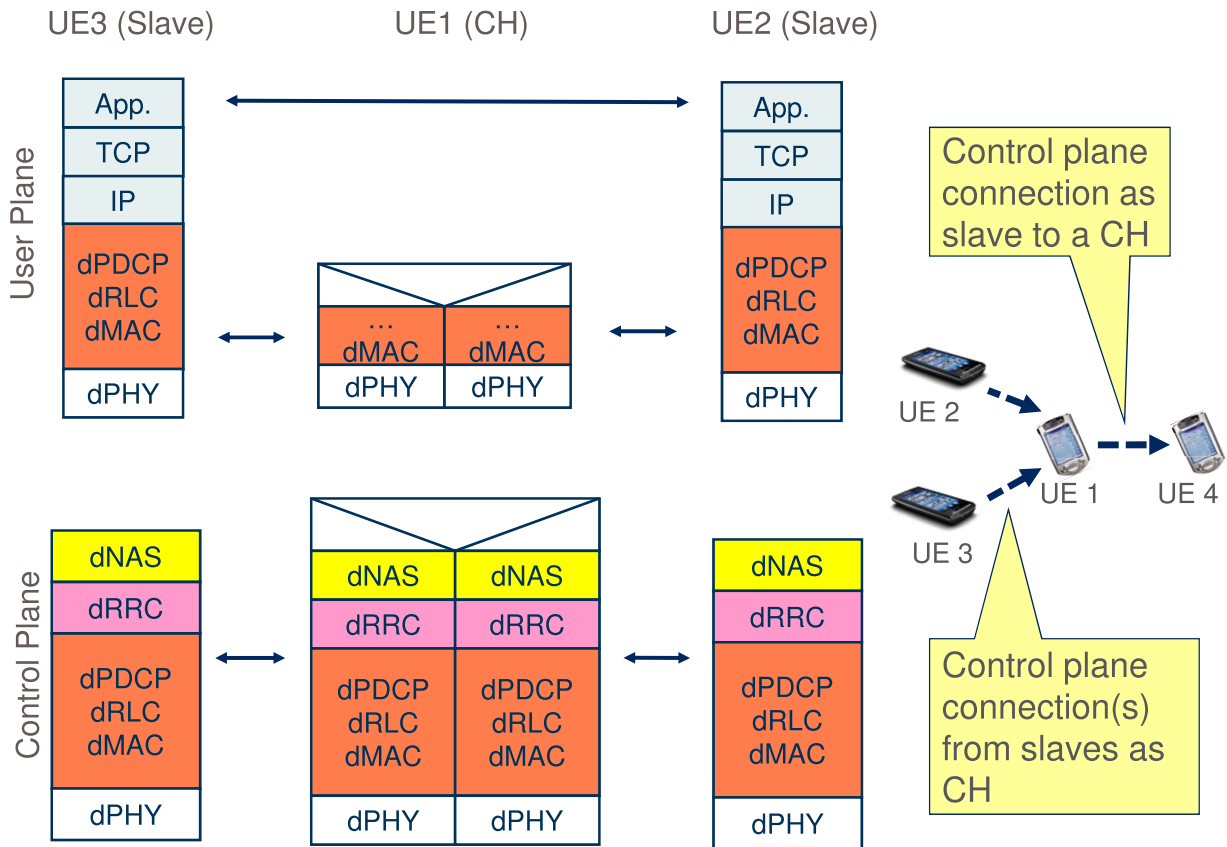 UE3 (Slave)
UE1 (CH)
UE2 (Slave)
User Plane
App.
TCP
IP
dPDCP
dRLC
dMAC
dPHY
…
dMAC
dPHY
…
dMAC
dPHY
App.
TCP
IP
dPDCP
dRLC
dMAC
dPHY
Control plane
connection as
slave to a CH
UE 2
UE 1
UE 4
UE 3
Control Plane
dNAS
dRRC
dPDCP
dRLC
dMAC
dPHY
dNAS
dRRC
dPDCP
dRLC
dMAC
dPHY
dNAS
dRRC
dPDCP
dRLC
dMAC
dPHY
dNAS
dRRC
dPDCP
dRLC
dMAC
dPHY
Control plane
connection(s)
from slaves as
CH